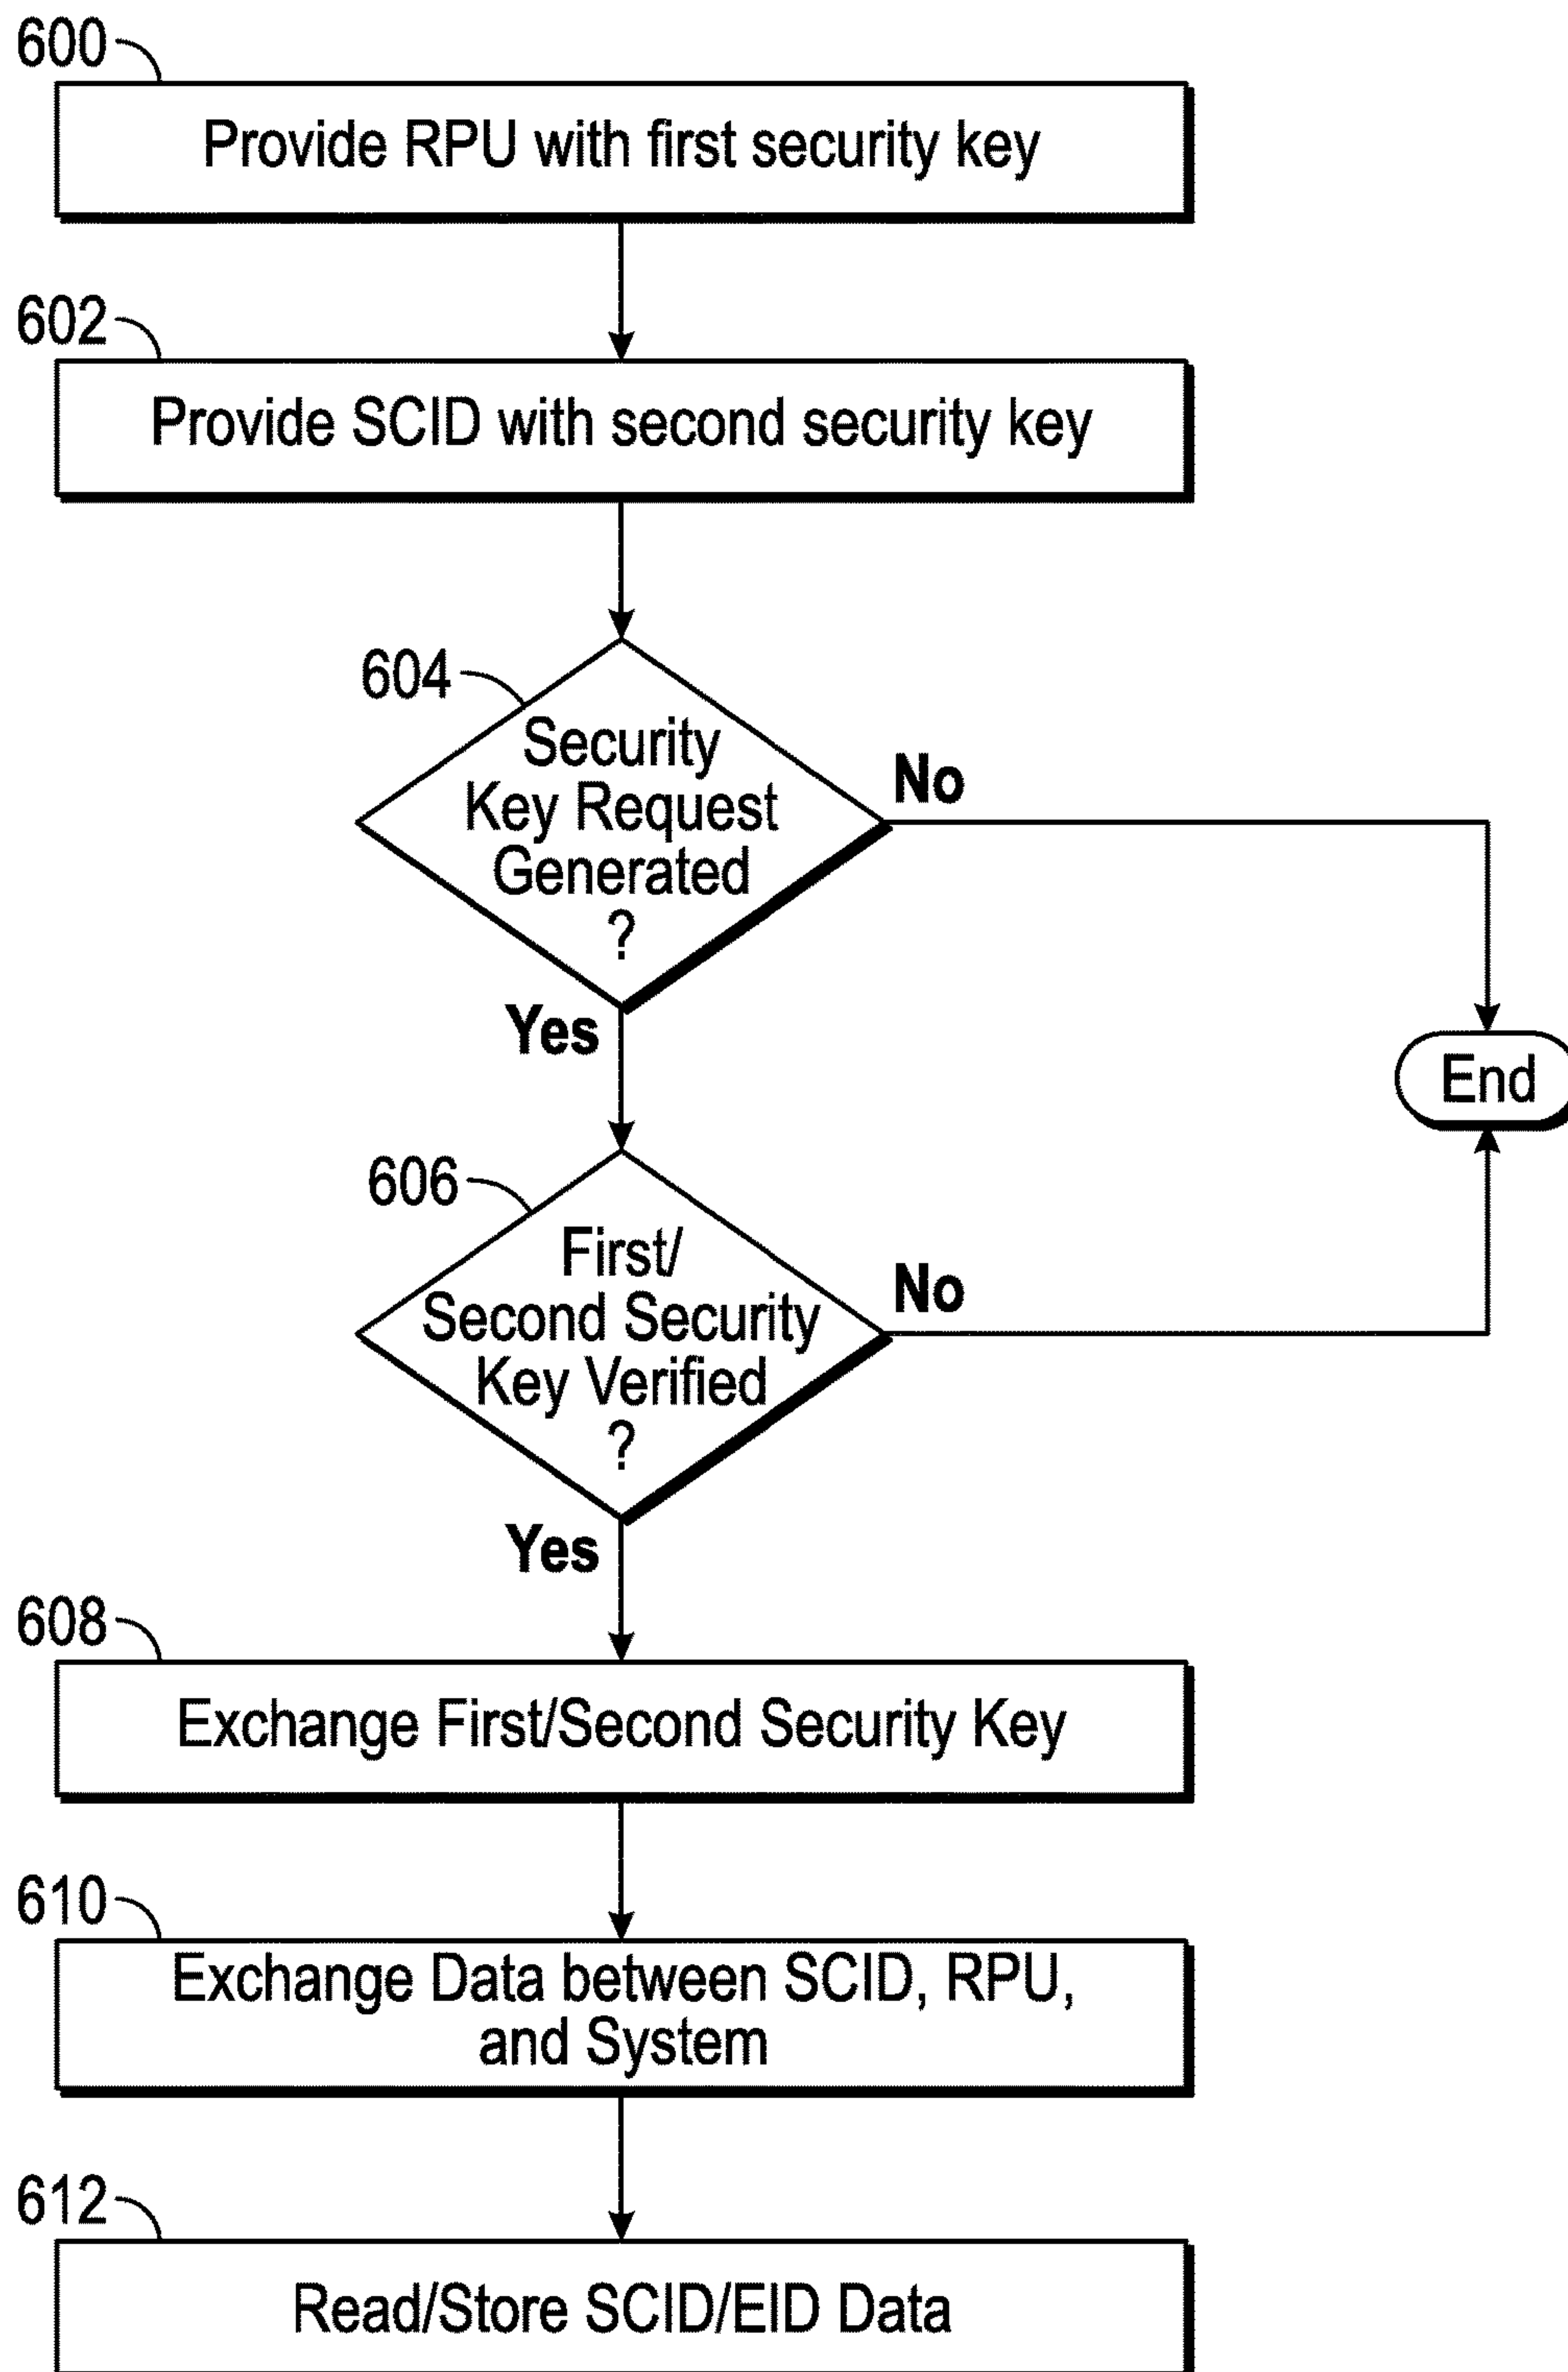 600
Provide RPU with first security key
602
Provide SCID with second security key
604
Security
Key Request
Generated
?
No
Yes
End
606
First/
Second Security
Key Verified
?
No
Yes
608
Exchange First/Second Security Key
610
Exchange Data between SCID, RPU,
and System
612
Read/Store SCID/EID Data